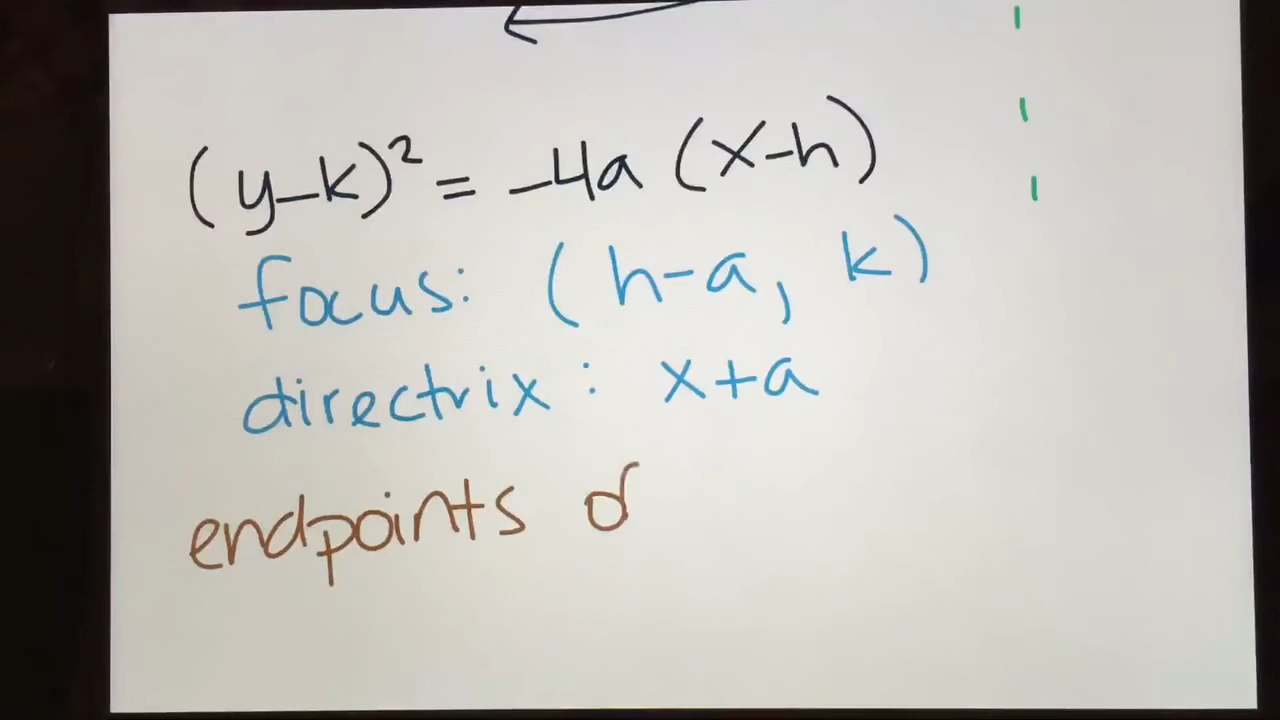 (y-k)² = -4a (x-h)
focus: (h-a, k)
directrix: x+a
endpoints of